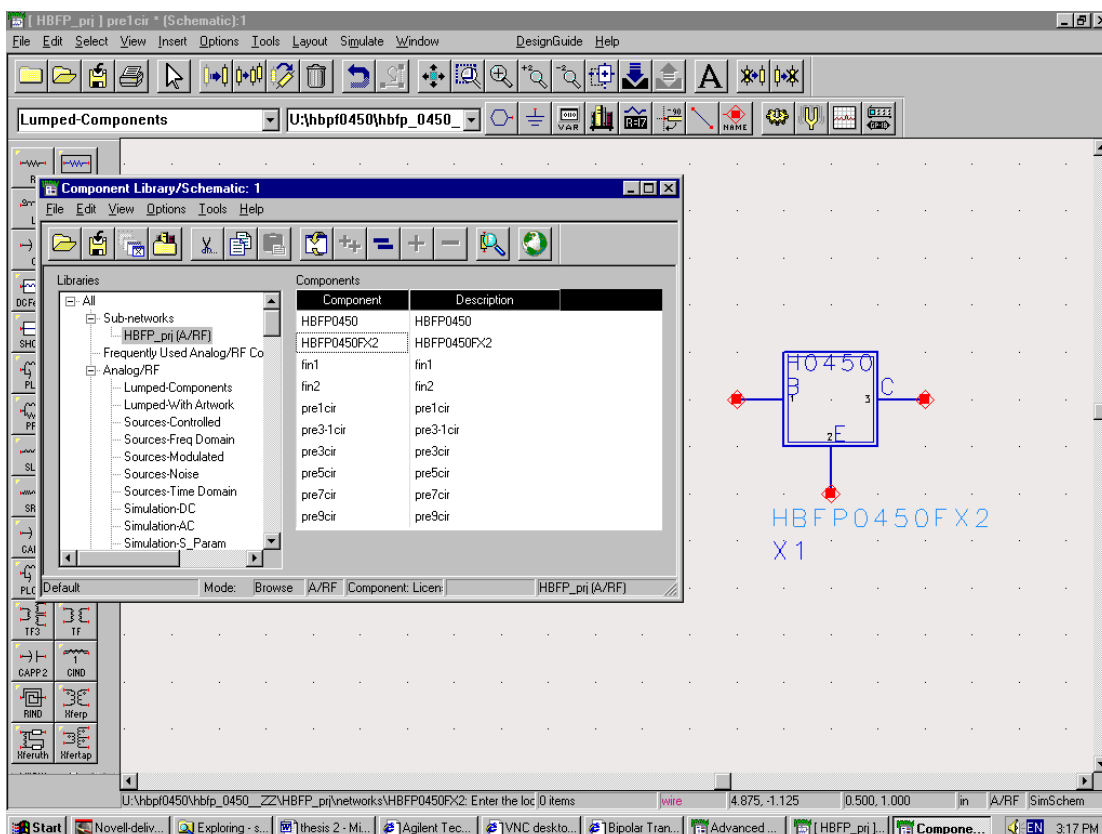 [ HBFP_prj ] pre1cir * (Schematic):1
File Edit Select View Insert Options Tools Layout Simulate Window DesignGuide Help
Lumped-Components U:\hbpf0450\hbfp_0450_
VAR
NAME
Component Library/Schematic: 1
File Edit View Options Tools Help
Libraries
All
Sub-networks
HBFP_prj (A/RF)
Frequently Used Analog/RF Co
Analog/RF
Lumped-Components
Lumped-With Artwork
Sources-Controlled
Sources-Freq Domain
Sources-Modulated
Sources-Noise
Sources-Time Domain
Simulation-DC
Simulation-AC
Simulation-S_Param
Components
Component Description
HBFP0450 HBFP0450
HBFP0450FX2 HBFP0450FX2
fin1 fin1
fin2 fin2
pre1cir pre1cir
pre3-1cir pre3-1cir
pre3cir pre3cir
pre5cir pre5cir
pre7cir pre7cir
pre9cir pre9cir
Default Mode: Browse A/RF Component: Licen: HBFP_prj (A/RF)
H0450
B C
1 3
2 E
HBFP0450FX2
X1
TF3 TF
CAPP2 CIND
RIND Xferp
Xferuth Xfertap
U:\hbpf0450\hbfp_0450__ZZ\HBFP_prj\networks\HBFP0450FX2: Enter the loc 0 items wire 4.875, -1.125 0.500, 1.000 in A/RF SimSchem
Start Novell-deliv... Exploring - s... thesis 2 - Mi... Agilent Tec... VNC deskto... Bipolar Tran... Advanced ... [ HBFP_prj ]... Compone... EN 3:17 PM